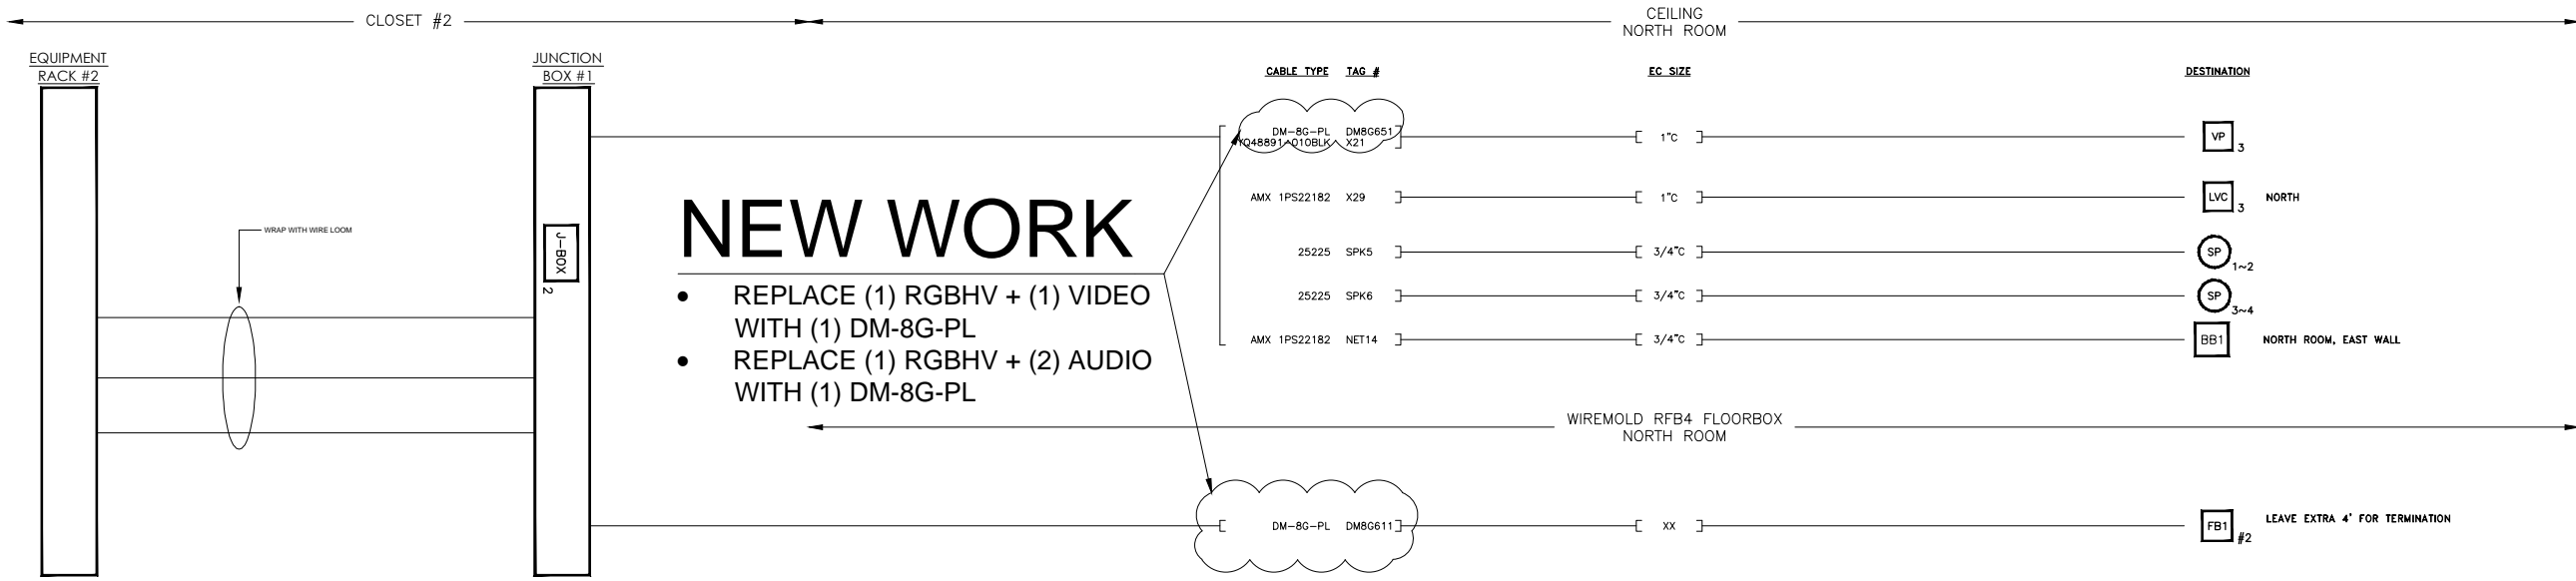 CLOSET #2
CEILING
NORTH ROOM
EQUIPMENT
RACK #2
JUNCTION
BOX #1
CABLE TYPE TAG # EC SIZE DESTINATION
DM-8G-PL DM8G651
YQ48891-010BLK X21
1"C
VP
3
AMX 1PS22182 X29 1"C LVC NORTH
3
WRAP WITH WIRE LOOM
J-BOX
2
NEW WORK
• REPLACE (1) RGBHV + (1) VIDEO
WITH (1) DM-8G-PL
• REPLACE (1) RGBHV + (2) AUDIO
WITH (1) DM-8G-PL
25225 SPK5 3/4"C SP
1~2
25225 SPK6 3/4"C SP
3~4
AMX 1PS22182 NET14 3/4"C BB1 NORTH ROOM, EAST WALL
WIREMOLD RFB4 FLOORBOX
NORTH ROOM
DM-8G-PL DM8G611 XX FB1 LEAVE EXTRA 4' FOR TERMINATION
#2